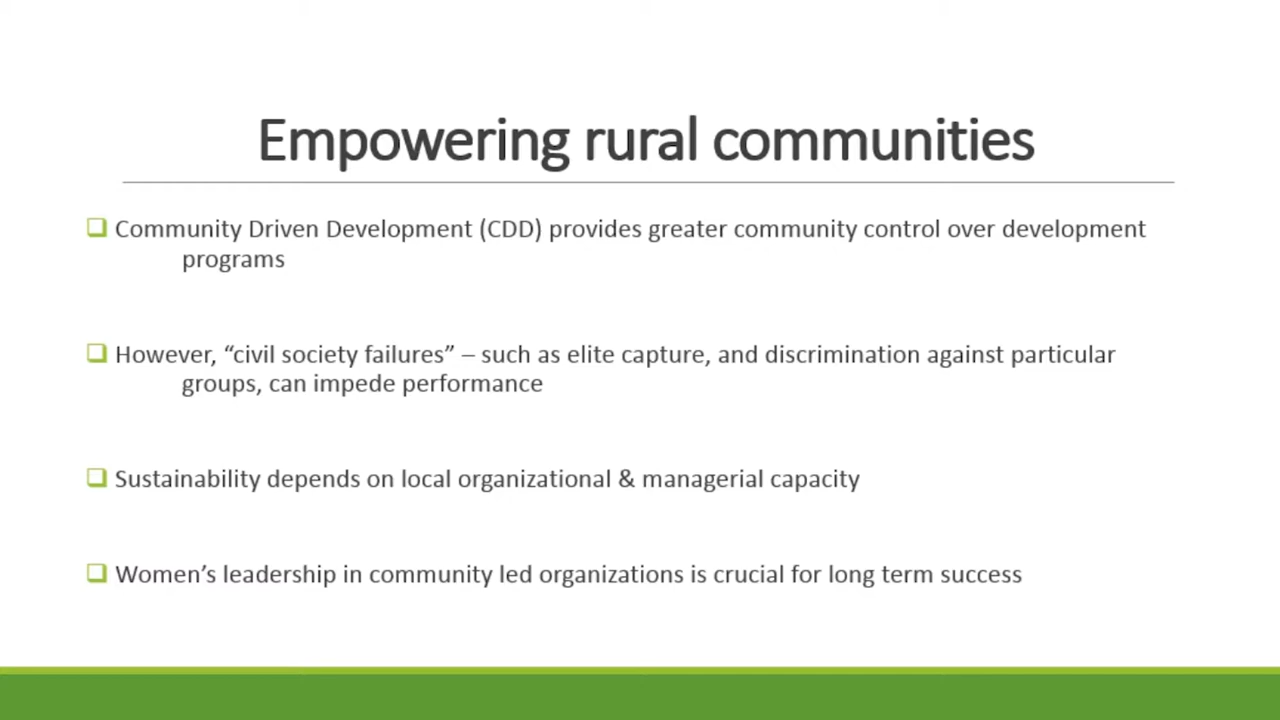 Empowering rural communities
Community Driven Development (CDD) provides greater community control over development
programs
However, “civil society failures” – such as elite capture, and discrimination against particular
groups, can impede performance
Sustainability depends on local organizational & managerial capacity
Women’s leadership in community led organizations is crucial for long term success